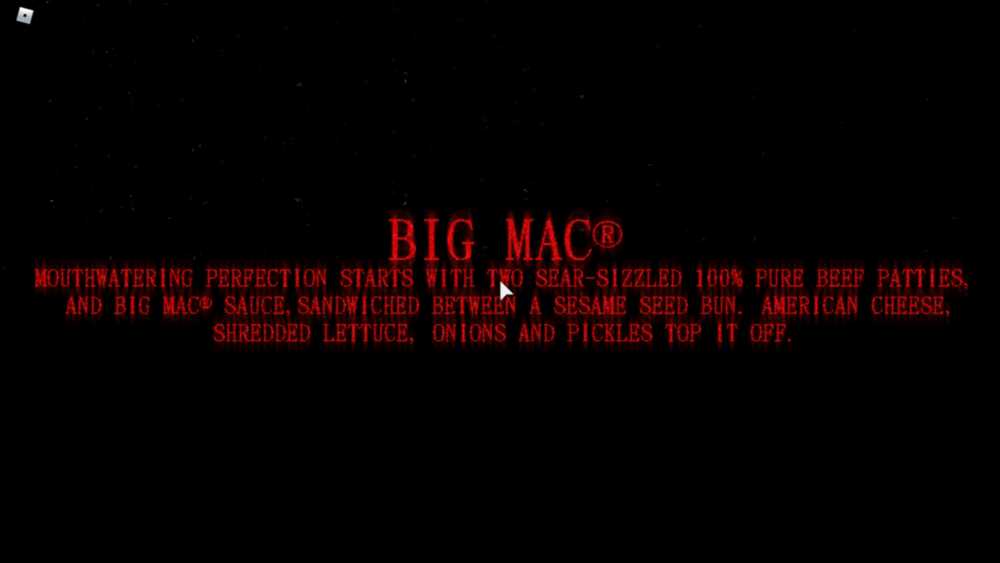 BIG MAC®
MOUTHWATERING PERFECTION STARTS WITH TWO SEAR-SIZZLED 100% PURE BEEF PATTIES,
AND BIG MAC® SAUCE,SANDWICHED BETWEEN A SESAME SEED BUN. AMERICAN CHEESE,
SHREDDED LETTUCE, ONIONS AND PICKLES TOP IT OFF.